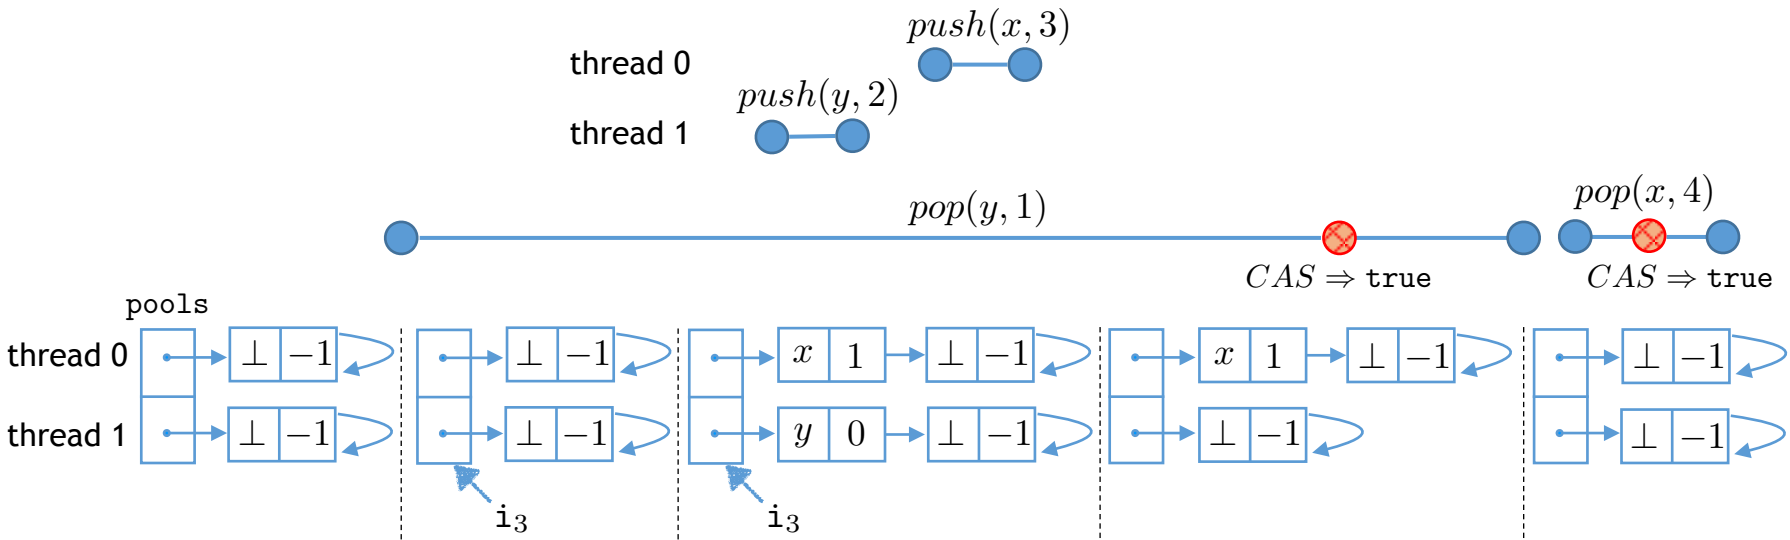 push(x, 3)
thread 0
push(y, 2)
thread 1
pop(y, 1)
pop(x, 4)
CAS ⇒ true
CAS ⇒ true
pools
thread 0
⊥ −1
⊥ −1
x 1
⊥ −1
x 1
⊥ −1
⊥ −1
thread 1
⊥ −1
⊥ −1
y 0
⊥ −1
⊥ −1
⊥ −1
i₃
i₃